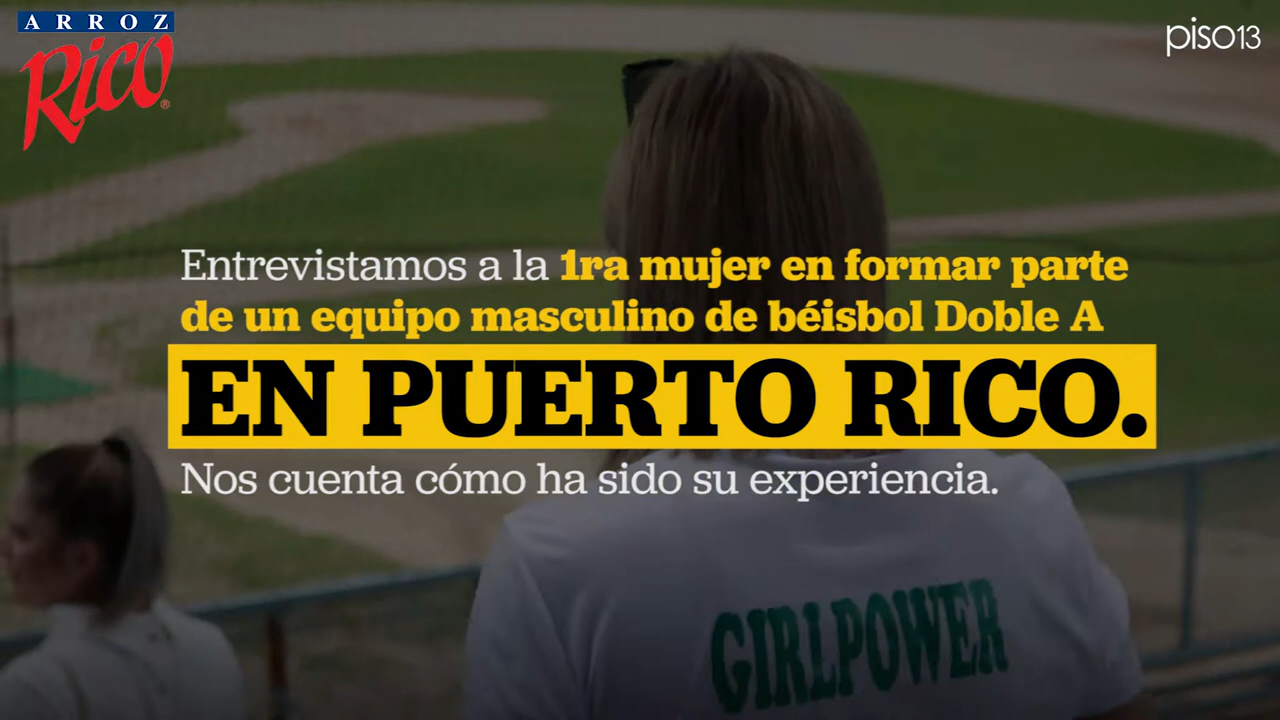 ARROZ
Rico®
piso13
Entrevistamos a la 1ra mujer en formar parte
de un equipo masculino de béisbol Doble A
EN PUERTO RICO.
Nos cuenta cómo ha sido su experiencia.
GIRLPOWER